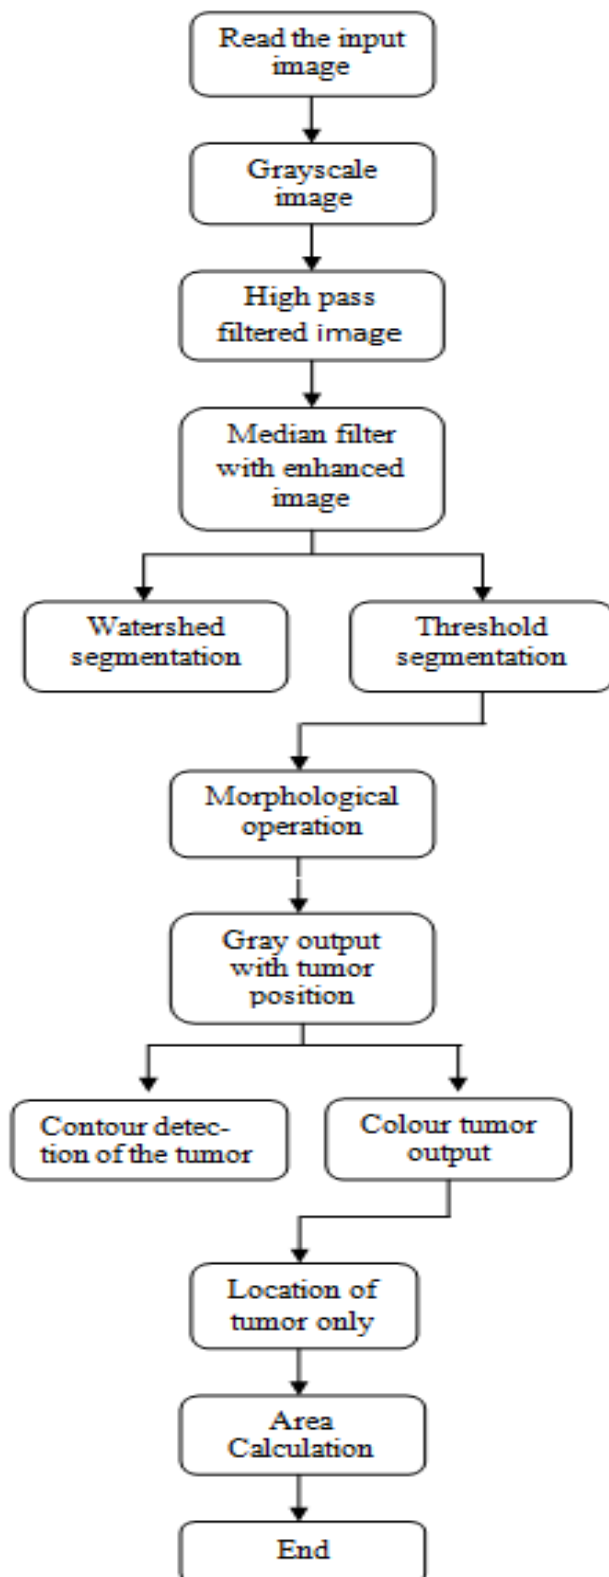 Read the input
image
Grayscale
image
High pass
filtered image
Median filter
with enhanced
image
Watershed
segmentation
Threshold
segmentation
Morphological
operation
Gray output
with tumor
position
Contour detec-
tion of the tumor
Colour tumor
output
Location of
tumor only
Area
Calculation
End